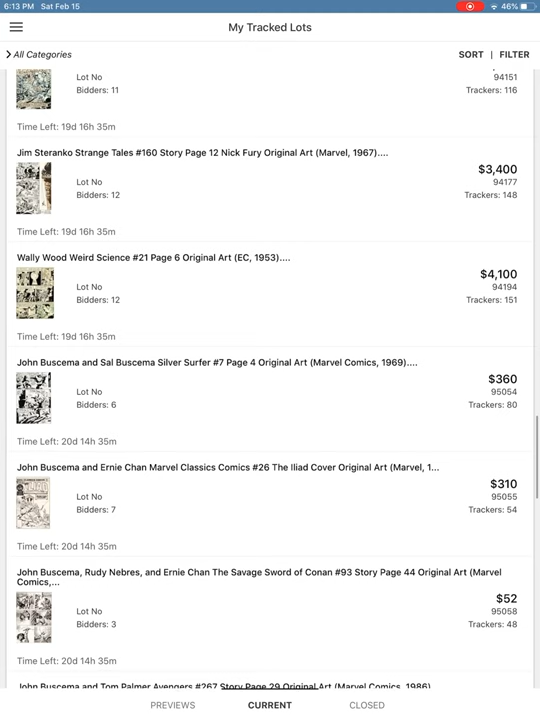 6:13 PM Sat Feb 15
46%
My Tracked Lots
All Categories
SORT | FILTER
Lot No
94151
Bidders: 11
Trackers: 116
Time Left: 19d 16h 35m
Jim Steranko Strange Tales #160 Story Page 12 Nick Fury Original Art (Marvel, 1967)....
$3,400
Lot No
94177
Bidders: 12
Trackers: 148
Time Left: 19d 16h 35m
Wally Wood Weird Science #21 Page 6 Original Art (EC, 1953)....
$4,100
Lot No
94194
Bidders: 12
Trackers: 151
Time Left: 19d 16h 35m
John Buscema and Sal Buscema Silver Surfer #7 Page 4 Original Art (Marvel Comics, 1969)....
$360
Lot No
95054
Bidders: 6
Trackers: 80
Time Left: 20d 14h 35m
John Buscema and Ernie Chan Marvel Classics Comics #26 The Iliad Cover Original Art (Marvel, 1...
$310
Lot No
95055
Bidders: 7
Trackers: 54
Time Left: 20d 14h 35m
John Buscema, Rudy Nebres, and Ernie Chan The Savage Sword of Conan #93 Story Page 44 Original Art (Marvel
Comics,...
$52
Lot No
95058
Bidders: 3
Trackers: 48
Time Left: 20d 14h 35m
John Buscema and Tom Palmer Avengers #267 Story Page 29 Original Art (Marvel Comics, 1986)
PREVIEWS
CURRENT
CLOSED